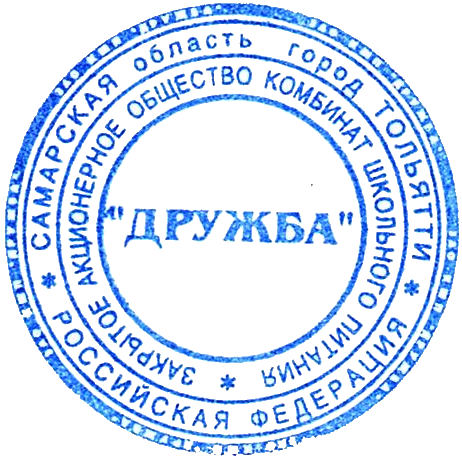 САМАРСКАЯ область город ТОЛЬЯТТИ
* РОССИЙСКАЯ ФЕДЕРАЦИЯ *
ЗАКРЫТОЕ АКЦИОНЕРНОЕ ОБЩЕСТВО КОМБИНАТ ШКОЛЬНОГО ПИТАНИЯ *
"ДРУЖБА"